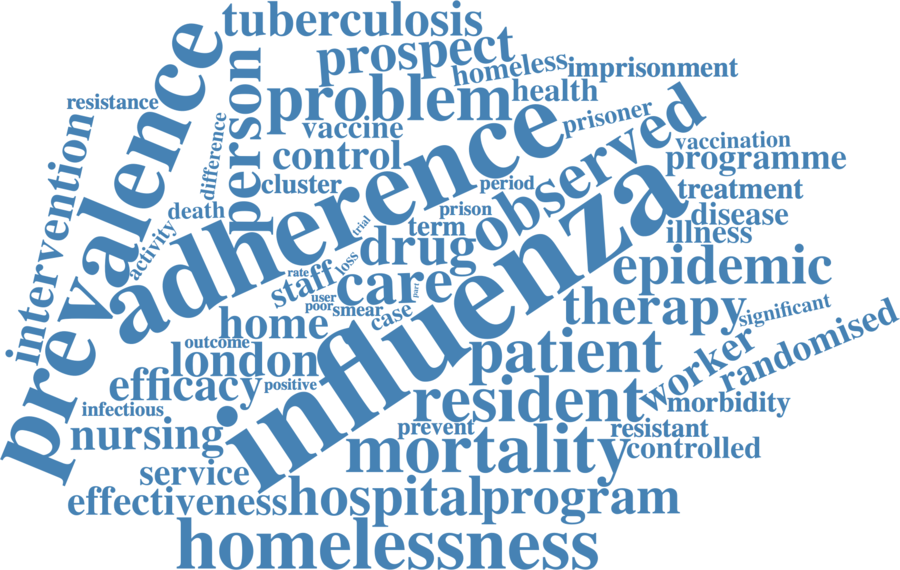 tuberculosis
prospect
homeless
imprisonment
prevalence
person
problem
health
resistance
vaccine
prisoner
adherence
observed
vaccination
intervention
difference
control
programme
cluster
period
treatment
death
prison
disease
activity
trial
term
illness
influenza
drug
loss
rate
staff
care
part
epidemic
user
poor
smear
case
therapy
significant
home
outcome
london
patient
worker
randomised
efficacy
positive
infectious
resident
morbidity
nursing
prevent
resistant
mortality
controlled
service
effectiveness
hospital
program
homelessness